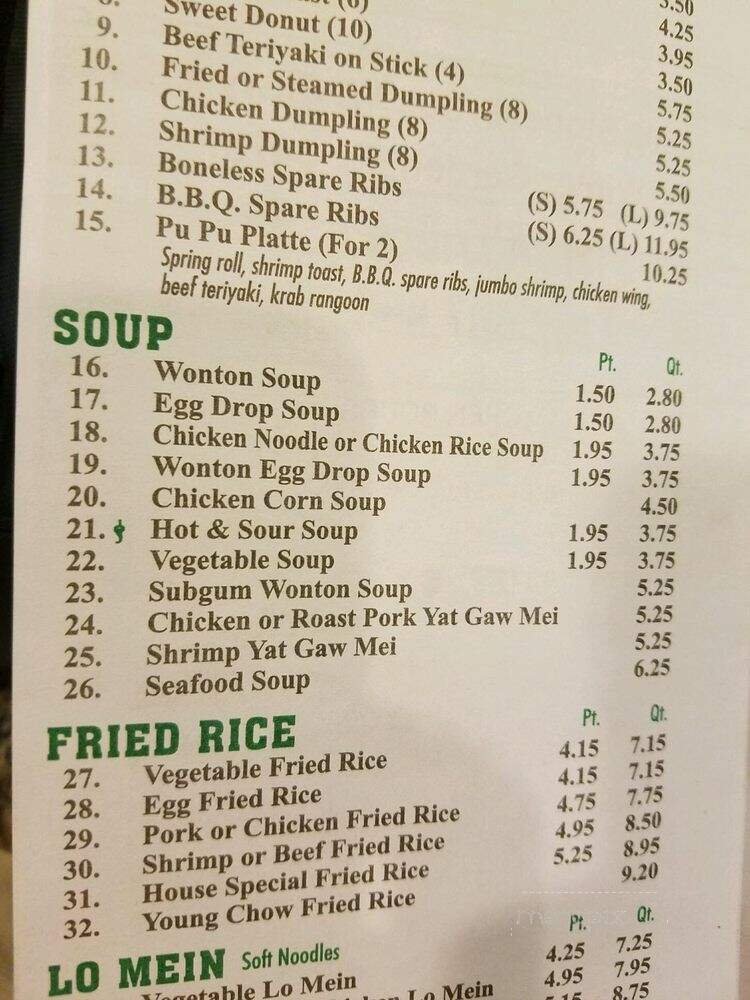 3.50
4.25
(6) 3.95
8. Sweet Donut (10) 3.50
9. Beef Teriyaki on Stick (4) 5.75
10. Fried or Steamed Dumpling (8) 5.25
11. Chicken Dumpling (8) 5.25
12. Shrimp Dumpling (8) 5.50
13. Boneless Spare Ribs (S) 5.75 (L) 9.75
14. B.B.Q. Spare Ribs (S) 6.25 (L) 11.95
15. Pu Pu Platte (For 2) 10.25
Spring roll, shrimp toast, B.B.Q. spare ribs, jumbo shrimp, chicken wing,
beef teriyaki, krab rangoon
SOUP Pt. Qt.
16. Wonton Soup 1.50 2.80
17. Egg Drop Soup 1.50 2.80
18. Chicken Noodle or Chicken Rice Soup 1.95 3.75
19. Wonton Egg Drop Soup 1.95 3.75
20. Chicken Corn Soup 4.50
21. Hot & Sour Soup 1.95 3.75
22. Vegetable Soup 1.95 3.75
23. Subgum Wonton Soup 5.25
24. Chicken or Roast Pork Yat Gaw Mei 5.25
25. Shrimp Yat Gaw Mei 5.25
26. Seafood Soup 6.25
FRIED RICE Pt. Qt.
27. Vegetable Fried Rice 4.15 7.15
28. Egg Fried Rice 4.15 7.15
29. Pork or Chicken Fried Rice 4.75 7.75
30. Shrimp or Beef Fried Rice 4.95 8.50
31. House Special Fried Rice 5.25 8.95
32. Young Chow Fried Rice 9.20
LO MEIN Soft Noodles Pt. Qt.
Vegetable Lo Mein 4.25 7.25
Lo Mein 4.95 7.95
8.75